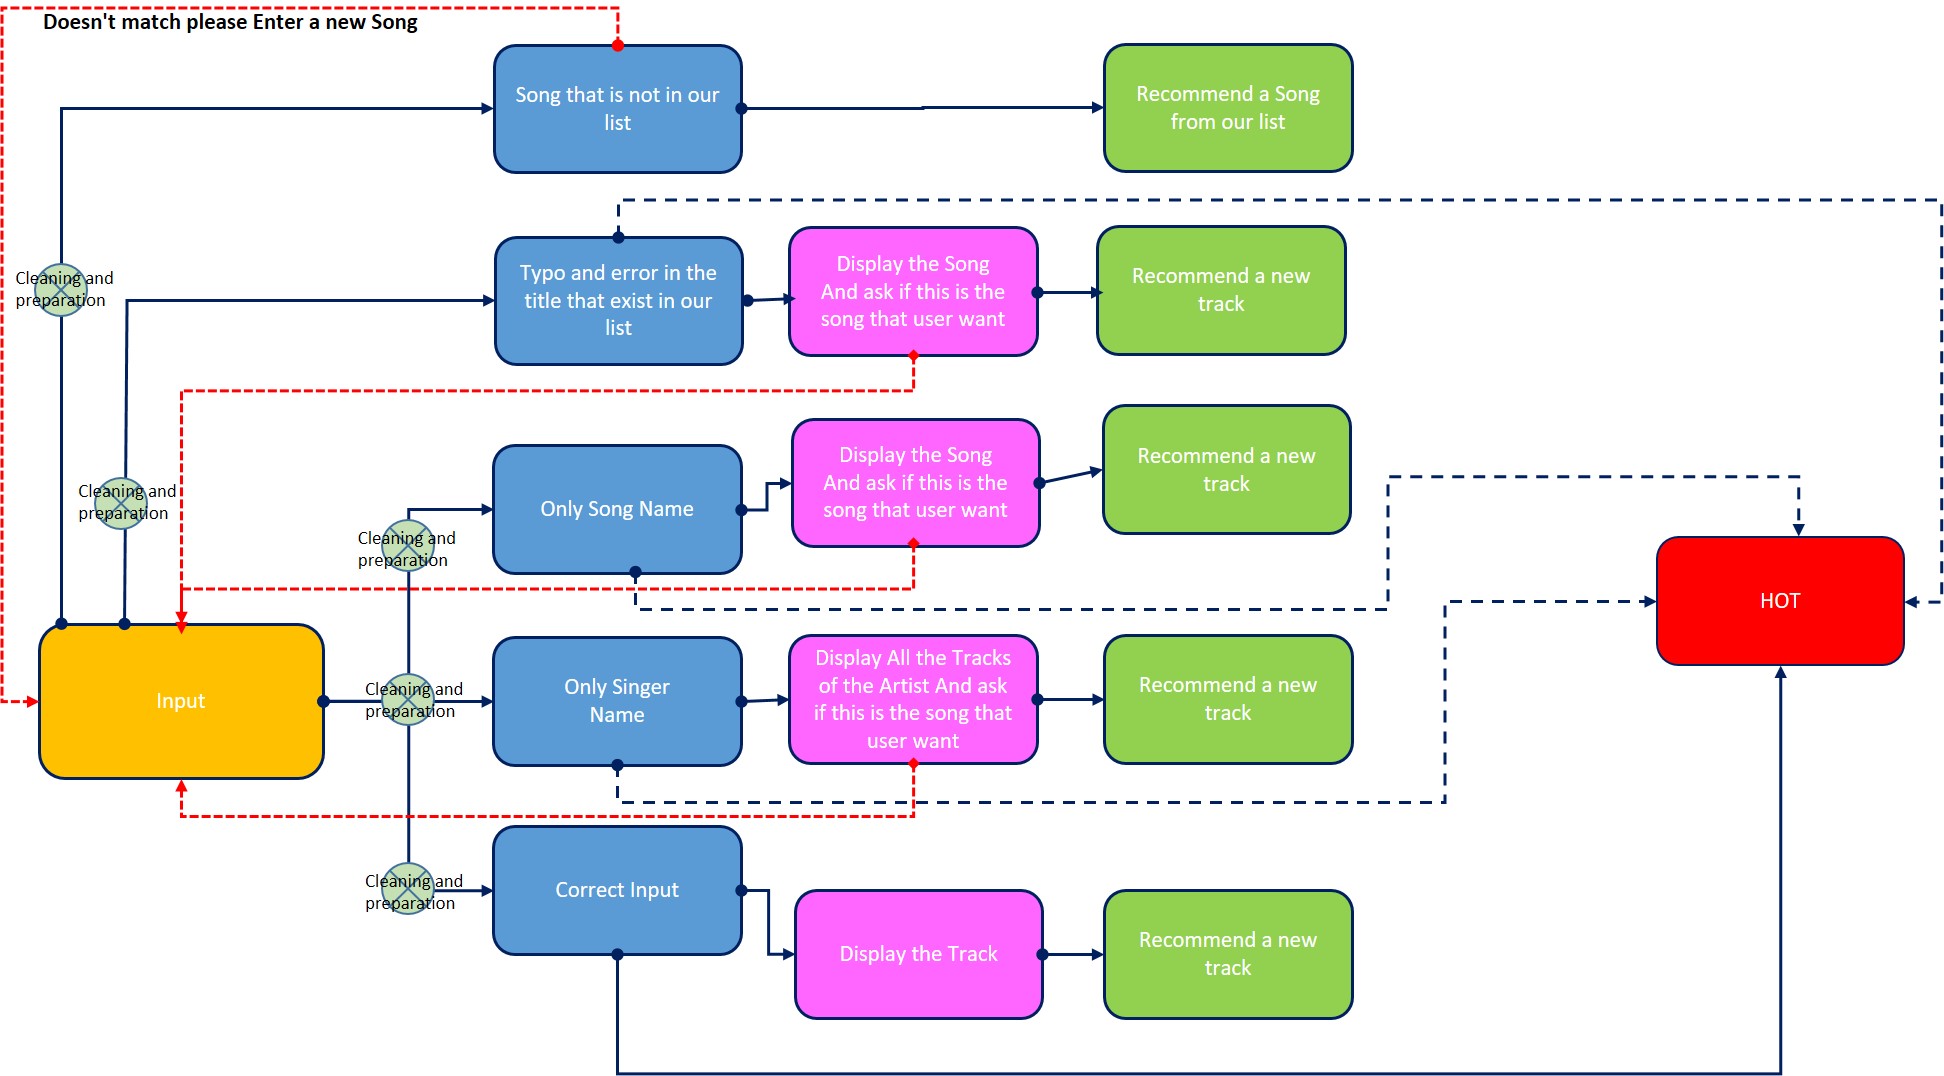 Doesn't match please Enter a new Song
Song that is not in our
list
Recommend a Song
from our list
Cleaning and
preparation
Typo and error in the
title that exist in our
list
Display the Song
And ask if this is the
song that user want
Recommend a new
track
Cleaning and
preparation
Cleaning and
preparation
Only Song Name
Display the Song
And ask if this is the
song that user want
Recommend a new
track
HOT
Input
Cleaning and
preparation
Only Singer
Name
Display All the Tracks
of the Artist And ask
if this is the song that
user want
Recommend a new
track
Cleaning and
preparation
Correct Input
Display the Track
Recommend a new
track